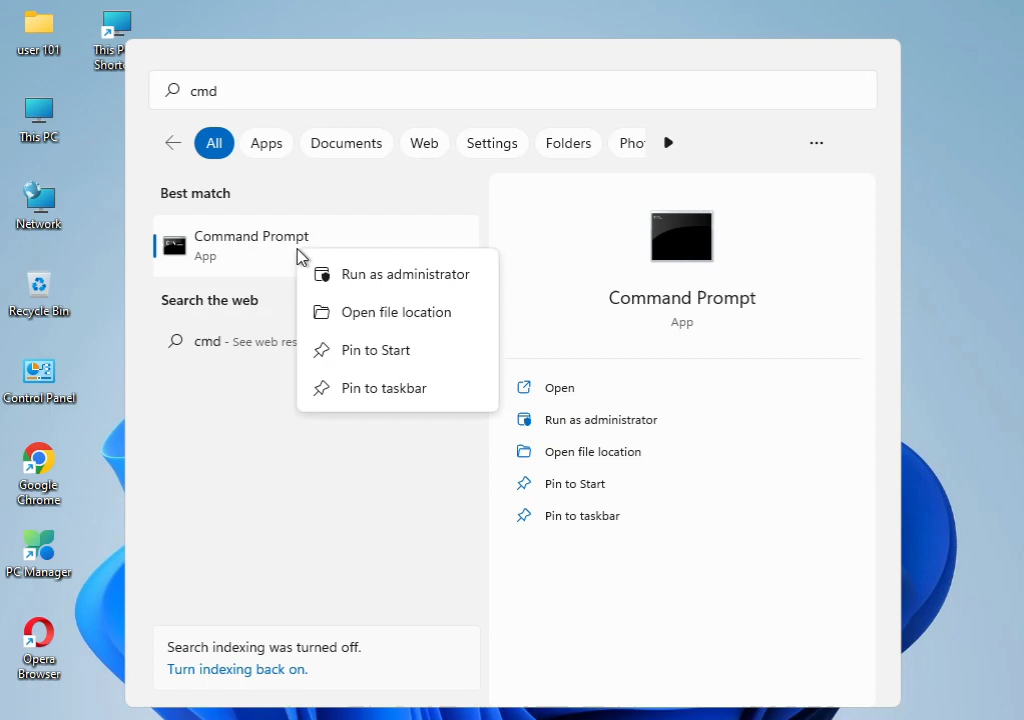 user 101
This P
Shortc
This PC
Network
Recycle Bin
Control Panel
Google
Chrome
PC Manager
Opera
Browser
cmd
All
Apps
Documents
Web
Settings
Folders
Pho
...
Best match
Command Prompt
App
Search the web
cmd - See web res
Run as administrator
Open file location
Pin to Start
Pin to taskbar
Command Prompt
App
Open
Run as administrator
Open file location
Pin to Start
Pin to taskbar
Search indexing was turned off.
Turn indexing back on.